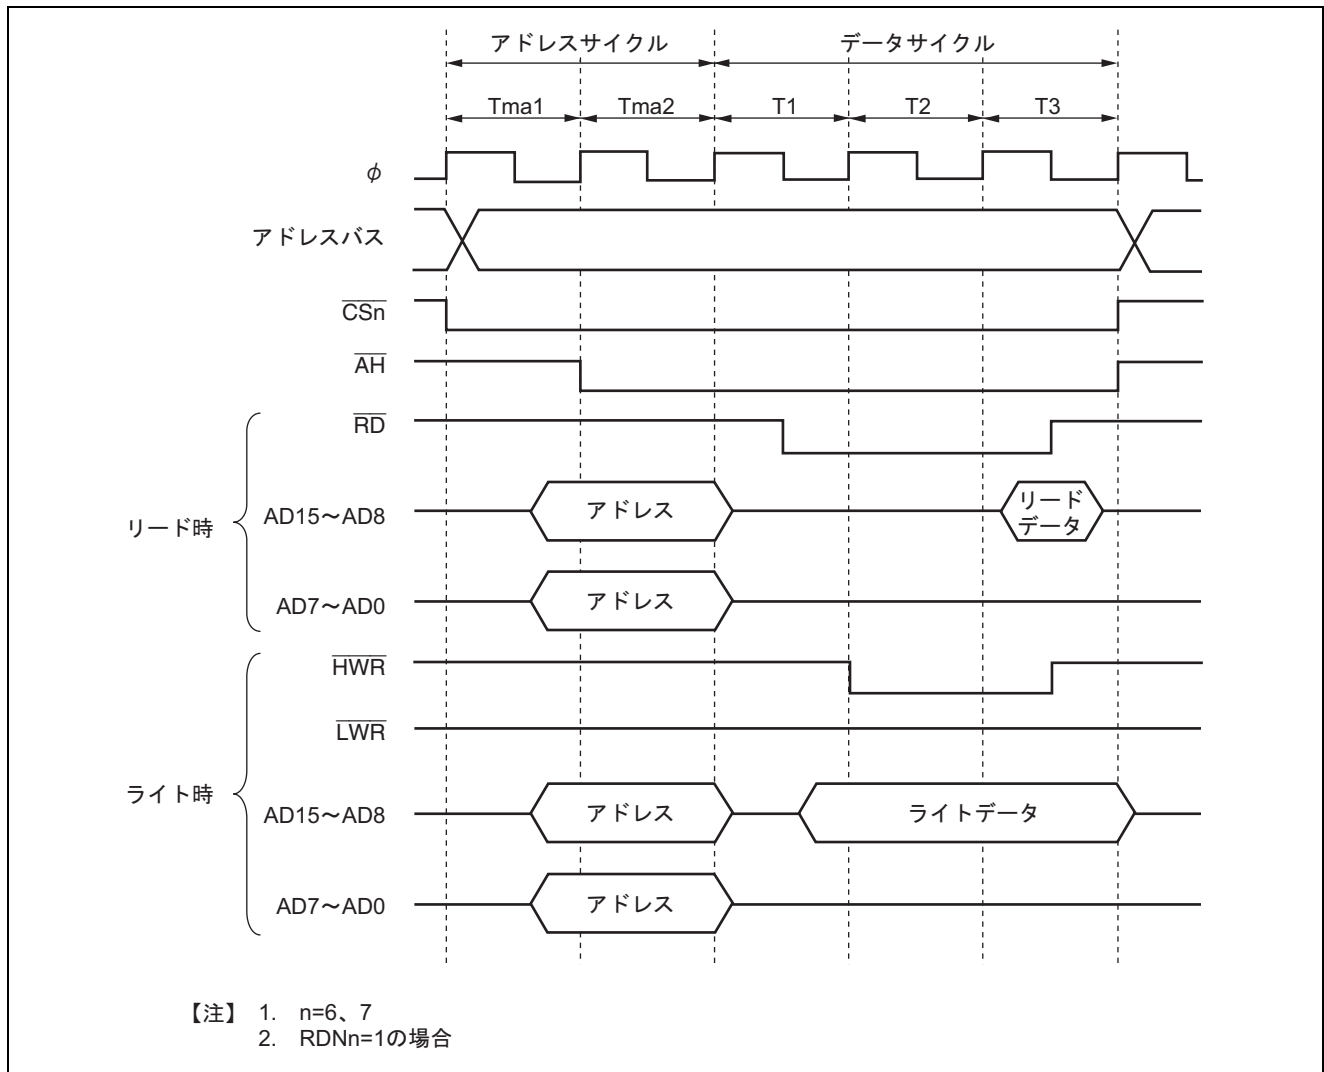 アドレスサイクル データサイクル
Tma1 Tma2 T1 T2 T3
φ
アドレスバス
CSn
AH
RD
リード時 AD15～AD8 アドレス リードデータ
AD7～AD0 アドレス
HWR
LWR
ライト時 AD15～AD8 アドレス ライトデータ
AD7～AD0 アドレス
【注】 1. n=6、7
2. RDNn=1の場合